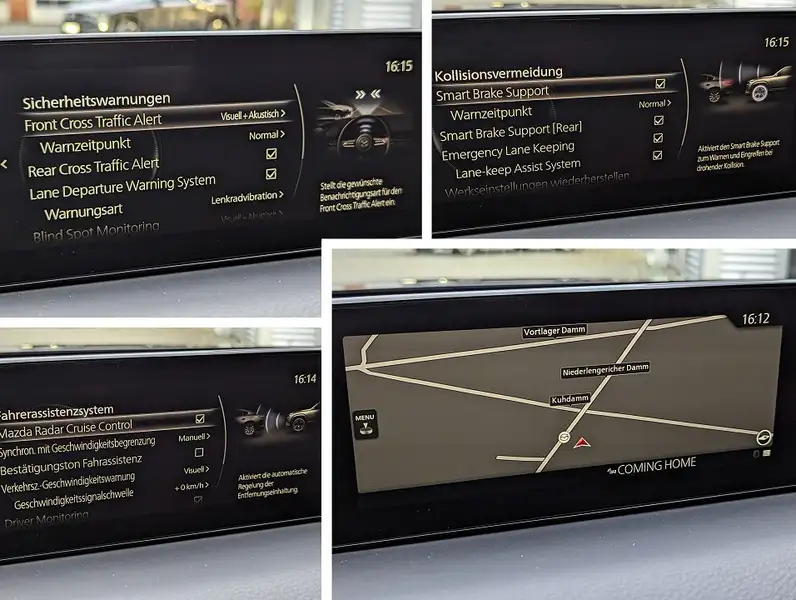 16:15
Sicherheitswarnungen
Front Cross Traffic Alert Visuell + Akustisch >
Warnzeitpunkt Normal >
Rear Cross Traffic Alert
Lane Departure Warning System
Warnungsart Lenkradvibration >
Blind Spot Monitoring Visuell + Akustisch >
Stellt die gewünschte
Benachrichtigungsart für den
Front Cross Traffic Alert ein.
16:15
Kollisionsvermeidung
Smart Brake Support
Warnzeitpunkt Normal >
Smart Brake Support [Rear]
Emergency Lane Keeping
Lane-keep Assist System
Werkseinstellungen wiederherstellen
Aktiviert den Smart Brake Support
zum Warnen und Eingreifen bei
drohender Kollision.
16:14
Fahrerassistenzsystem
Mazda Radar Cruise Control
Synchron. mit Geschwindigkeitsbegrenzung Manuell >
Bestätigungston Fahrassistenz
Verkehrsz.-Geschwindigkeitswarnung Visuell >
Geschwindigkeitssignalschwelle + 0 km/h >
Driver Monitoring
Aktiviert die automatische
Regelung der
Entfernungseinhaltung.
16:12
Vortlager Damm
Niederlengericher Damm
Kuhdamm
MENU
COMING HOME